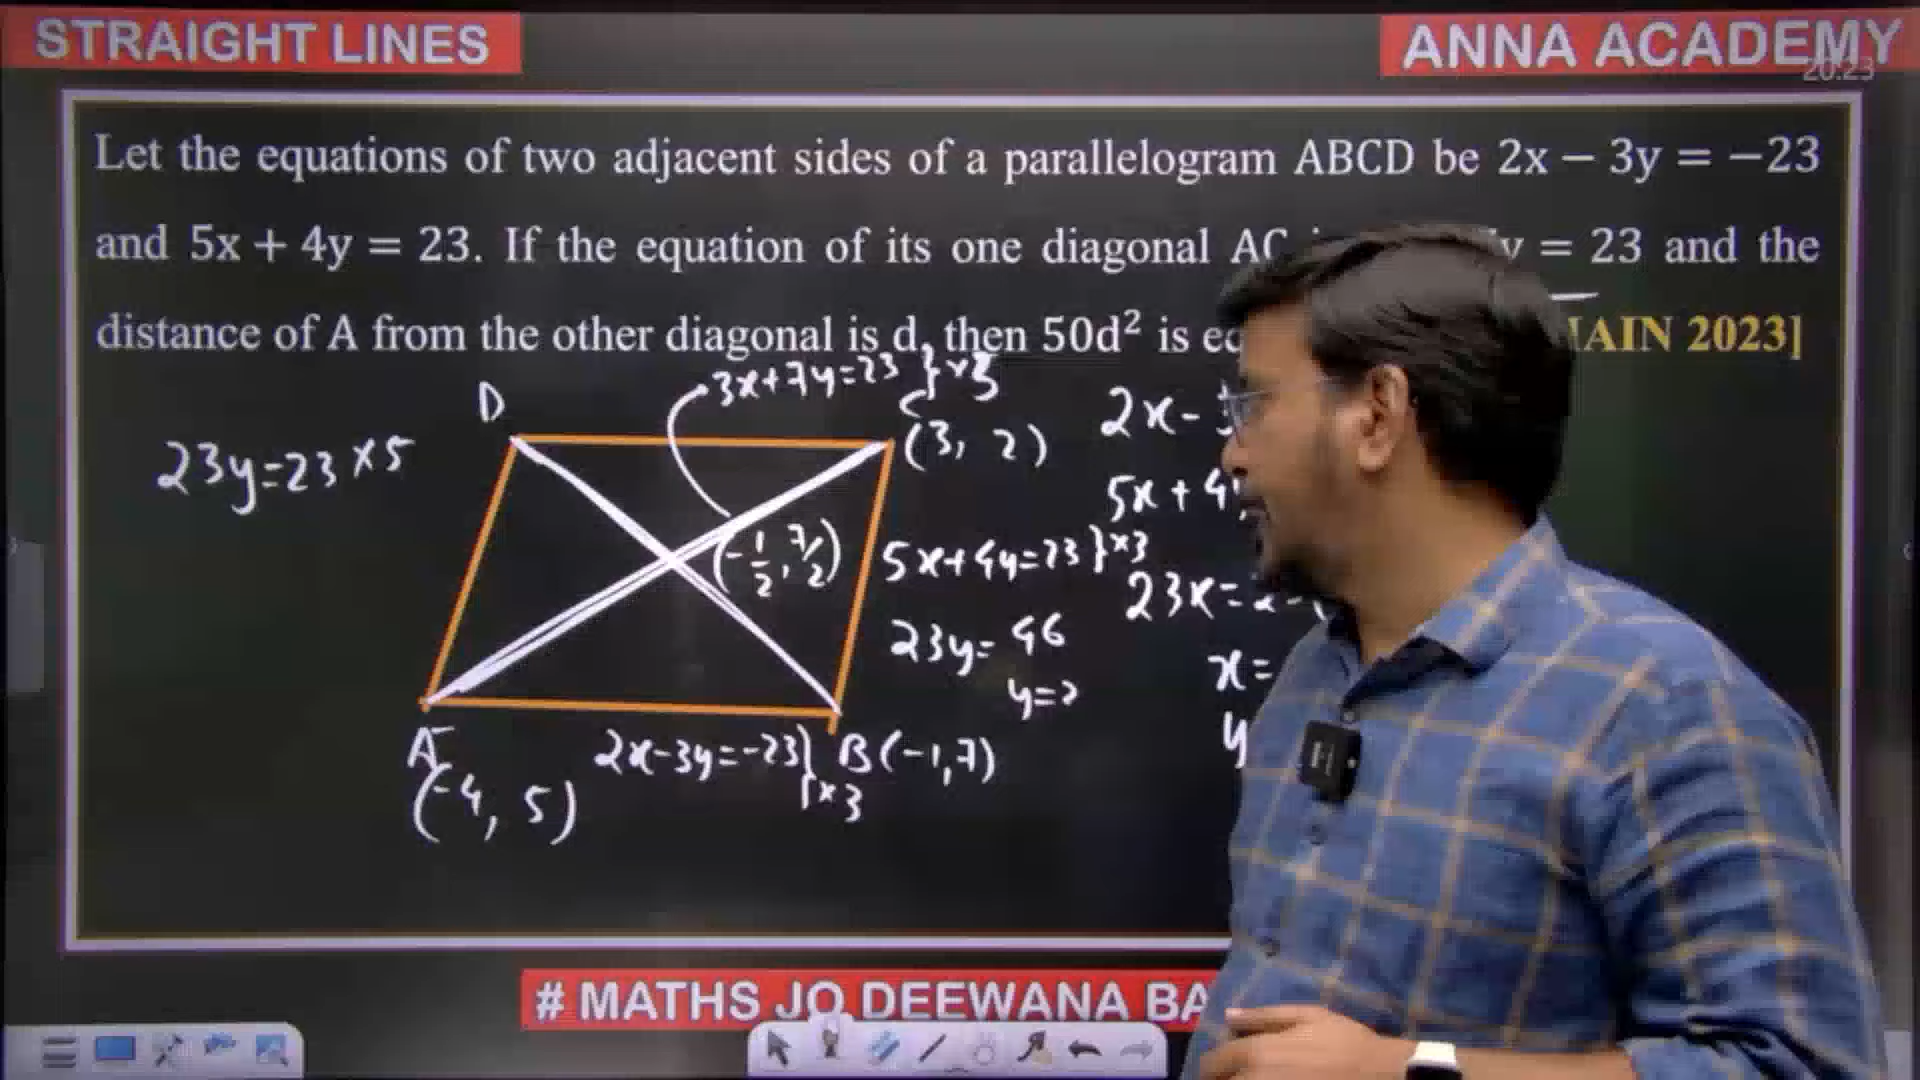 STRAIGHT LINES
ANNA ACADEMY
20:23
Let the equations of two adjacent sides of a parallelogram ABCD be 2x − 3y = −23
and 5x + 4y = 23. If the equation of its one diagonal AC y = 23 and the
distance of A from the other diagonal is d, then 50d² is AIN 2023]
3x+7y=23 } ×5
D
C
(3, 2)
2x-
23y=23×5
5x+4
(-1/2, 7/2)
5x+4y=23 } ×3
23x=
23y= 46
x=
y=2
y
A
2x-3y=-23 } ×3
B(-1,7)
(-4, 5)
# MATHS JO DEEWANA BA